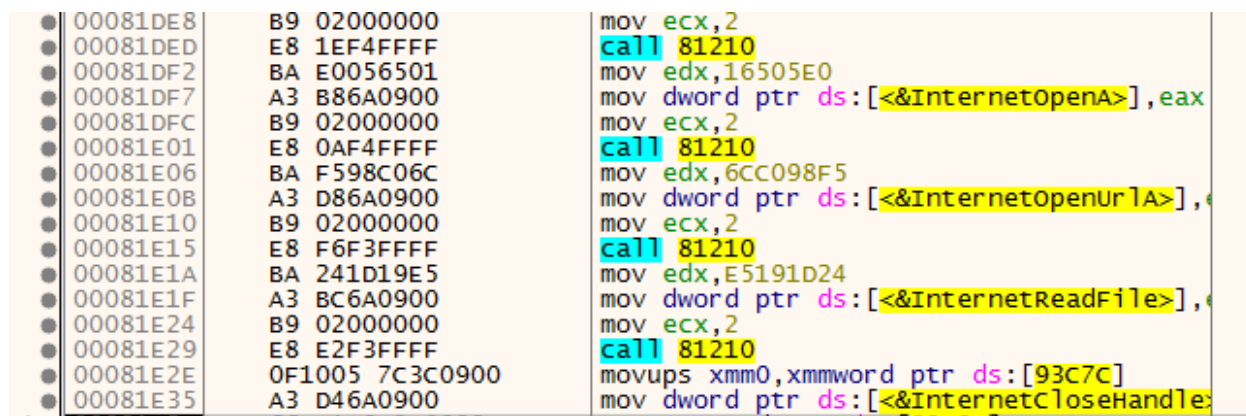 00081DE8 B9 02000000 mov ecx,2
00081DED E8 1EF4FFFF call 81210
00081DF2 BA E0056501 mov edx,16505E0
00081DF7 A3 B86A0900 mov dword ptr ds:[<&InternetOpenA>],eax
00081DFC B9 02000000 mov ecx,2
00081E01 E8 0AF4FFFF call 81210
00081E06 BA F598C06C mov edx,6CC098F5
00081E0B A3 D86A0900 mov dword ptr ds:[<&InternetOpenUrlA>],
00081E10 B9 02000000 mov ecx,2
00081E15 E8 F6F3FFFF call 81210
00081E1A BA 241D19E5 mov edx,E5191D24
00081E1F A3 BC6A0900 mov dword ptr ds:[<&InternetReadFile>],
00081E24 B9 02000000 mov ecx,2
00081E29 E8 E2F3FFFF call 81210
00081E2E 0F1005 7C3C0900 movups xmm0,xmmword ptr ds:[93C7C]
00081E35 A3 D46A0900 mov dword ptr ds:[<&InternetCloseHandle>